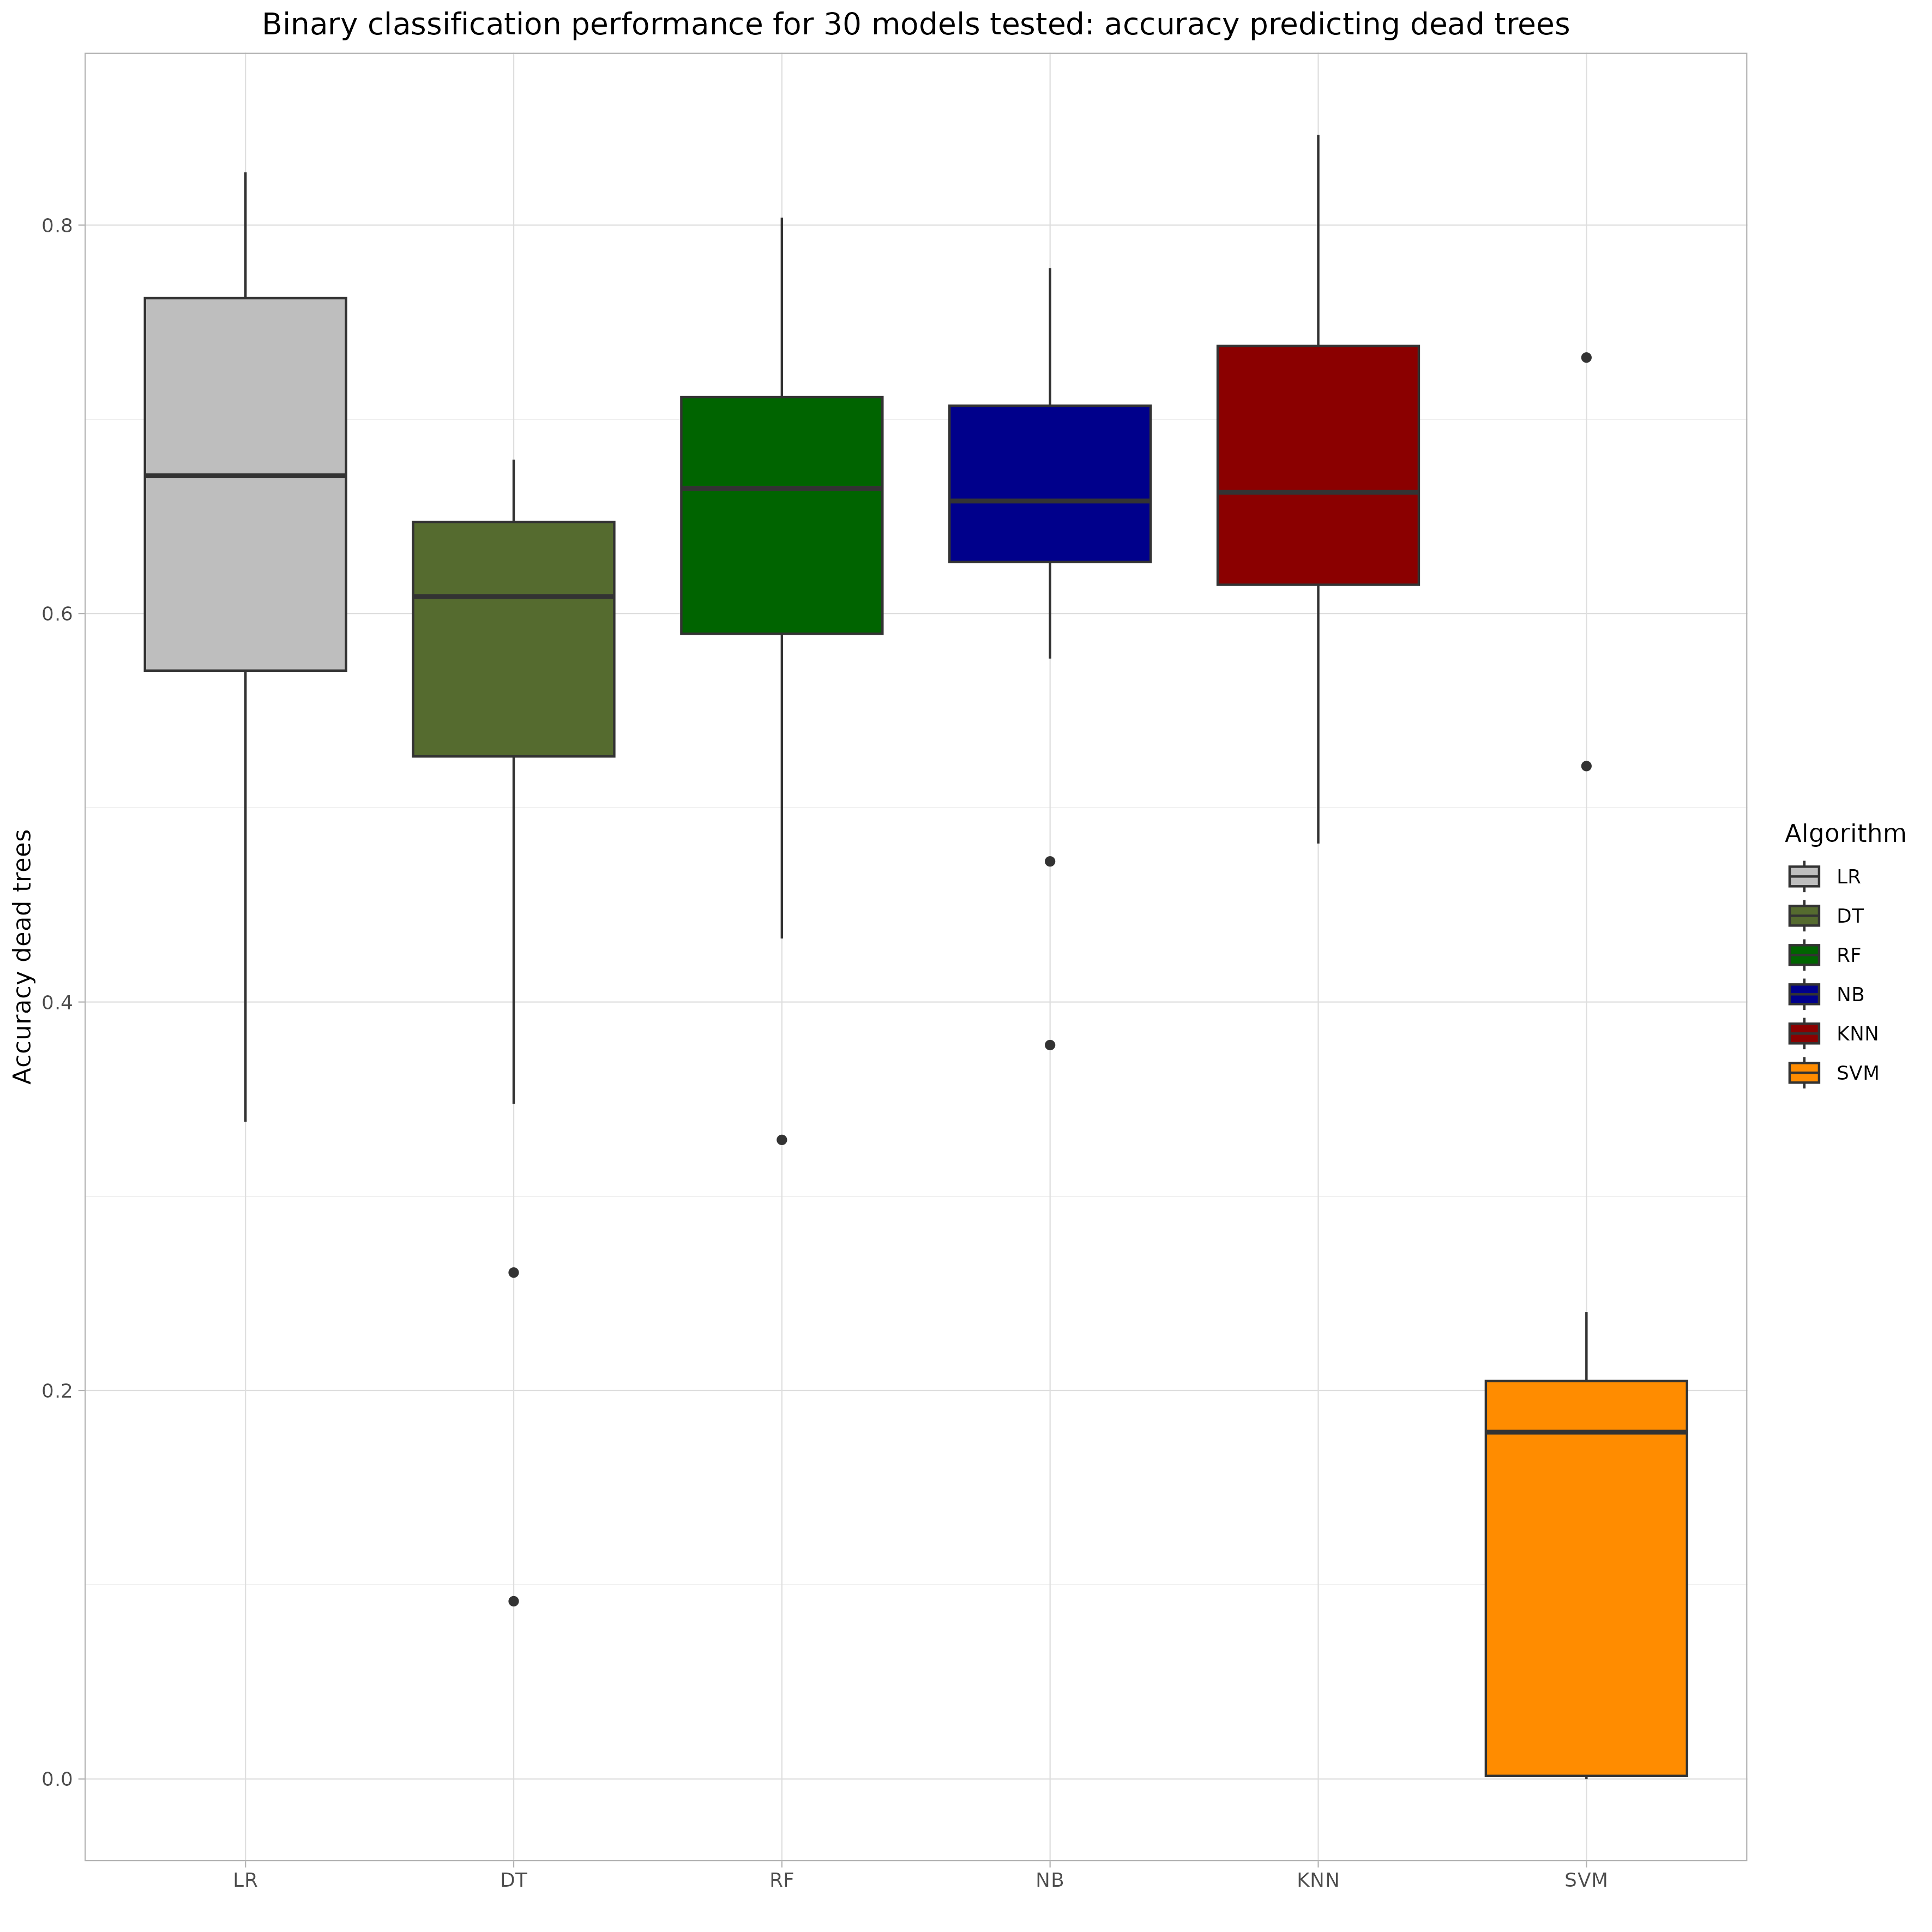 Binary classification performance for 30 models tested: accuracy predicting dead trees
Accuracy dead trees
0.8
0.6
0.4
0.2
0.0
LR
DT
RF
NB
KNN
SVM
Algorithm
LR
DT
RF
NB
KNN
SVM